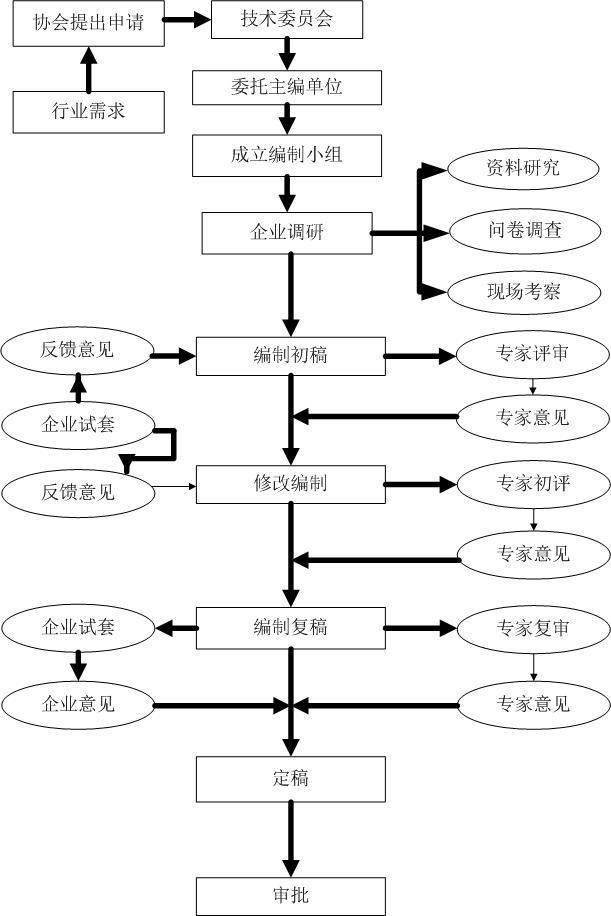 协会提出申请
技术委员会
行业需求
委托主编单位
成立编制小组
资料研究
企业调研
问卷调查
现场考察
反馈意见
编制初稿
专家评审
企业试套
专家意见
反馈意见
修改编制
专家初评
专家意见
企业试套
编制复稿
专家复审
企业意见
专家意见
定稿
审批